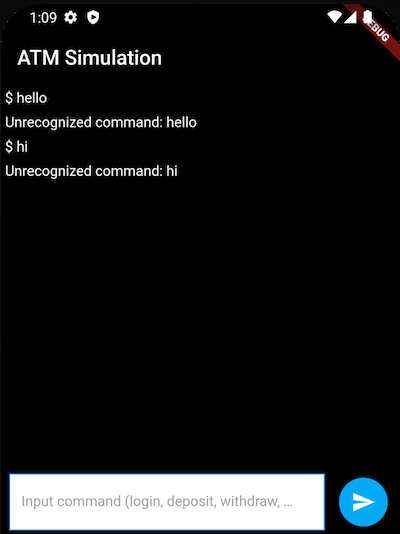 1:09
DEBUG
ATM Simulation
$ hello
Unrecognized command: hello
$ hi
Unrecognized command: hi
Input command (login, deposit, withdraw, ...